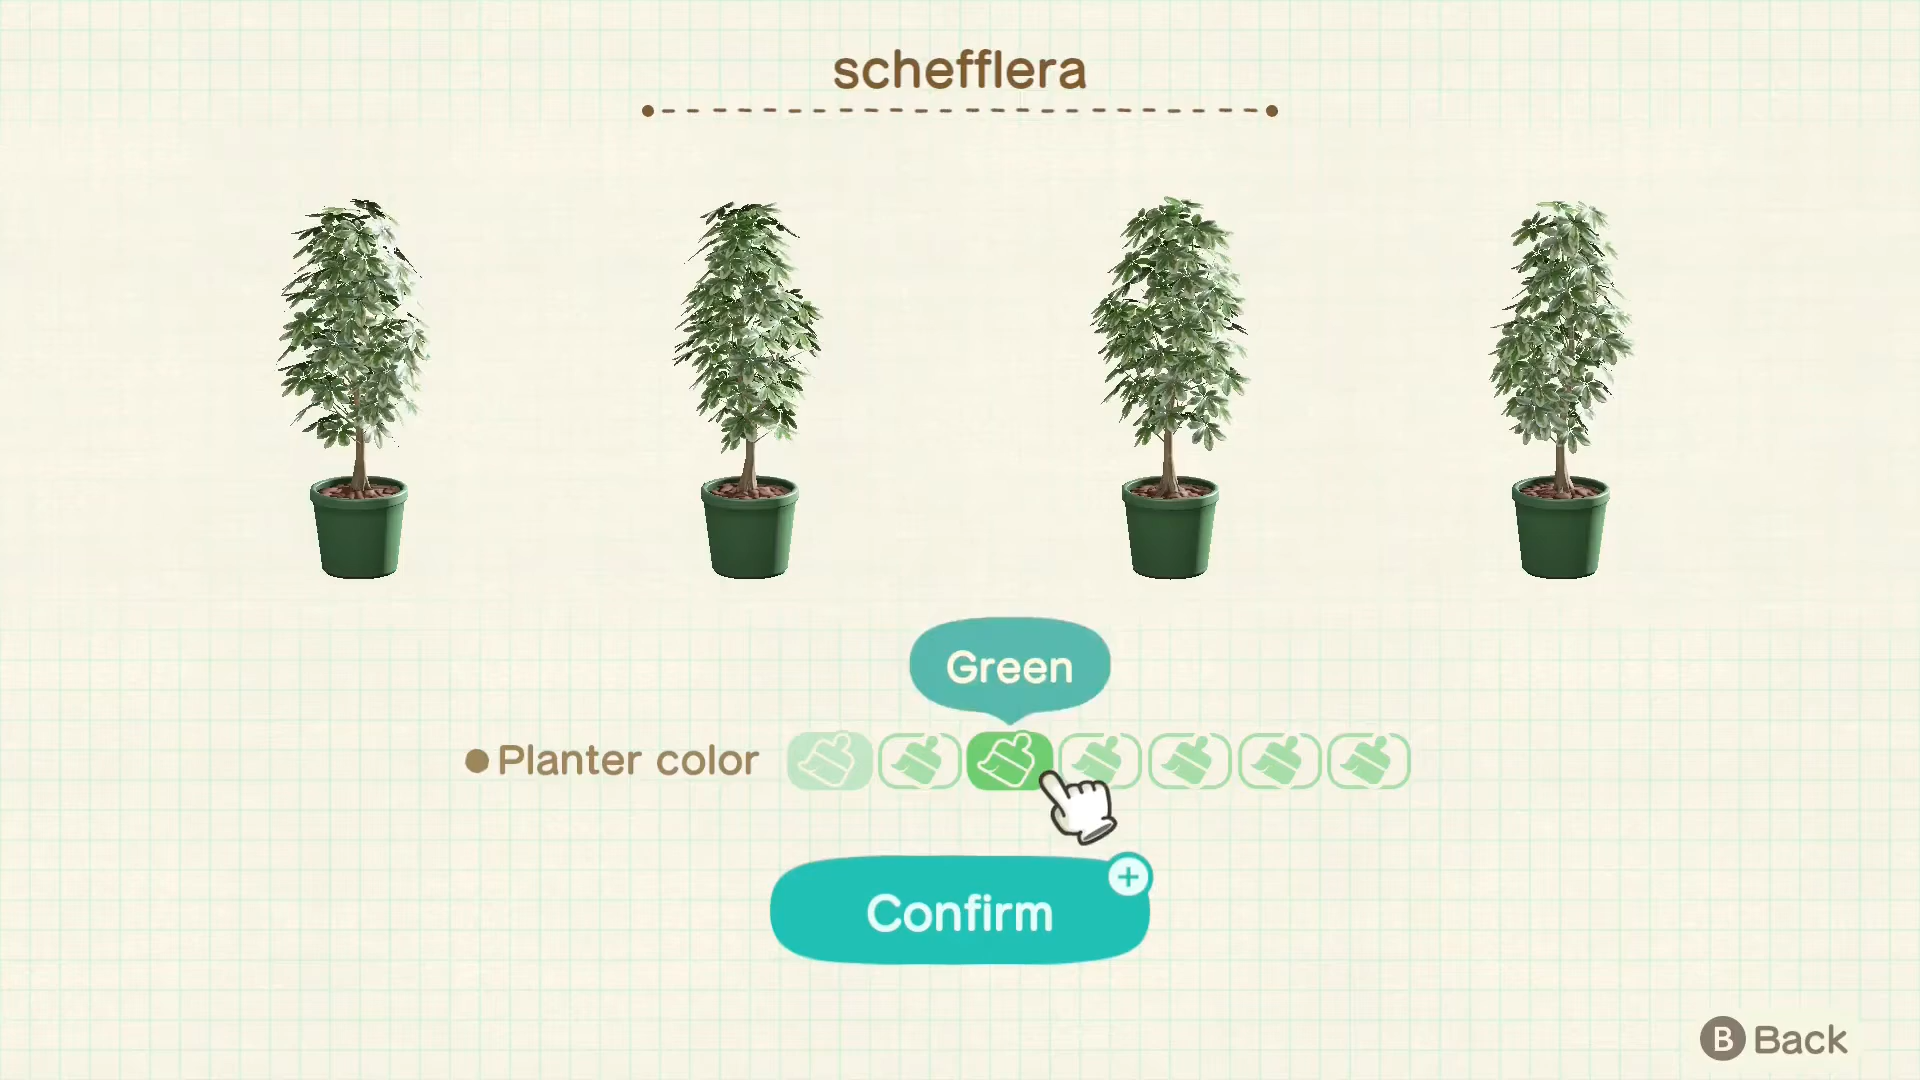 schefflera
Green
Planter color
Confirm
B Back